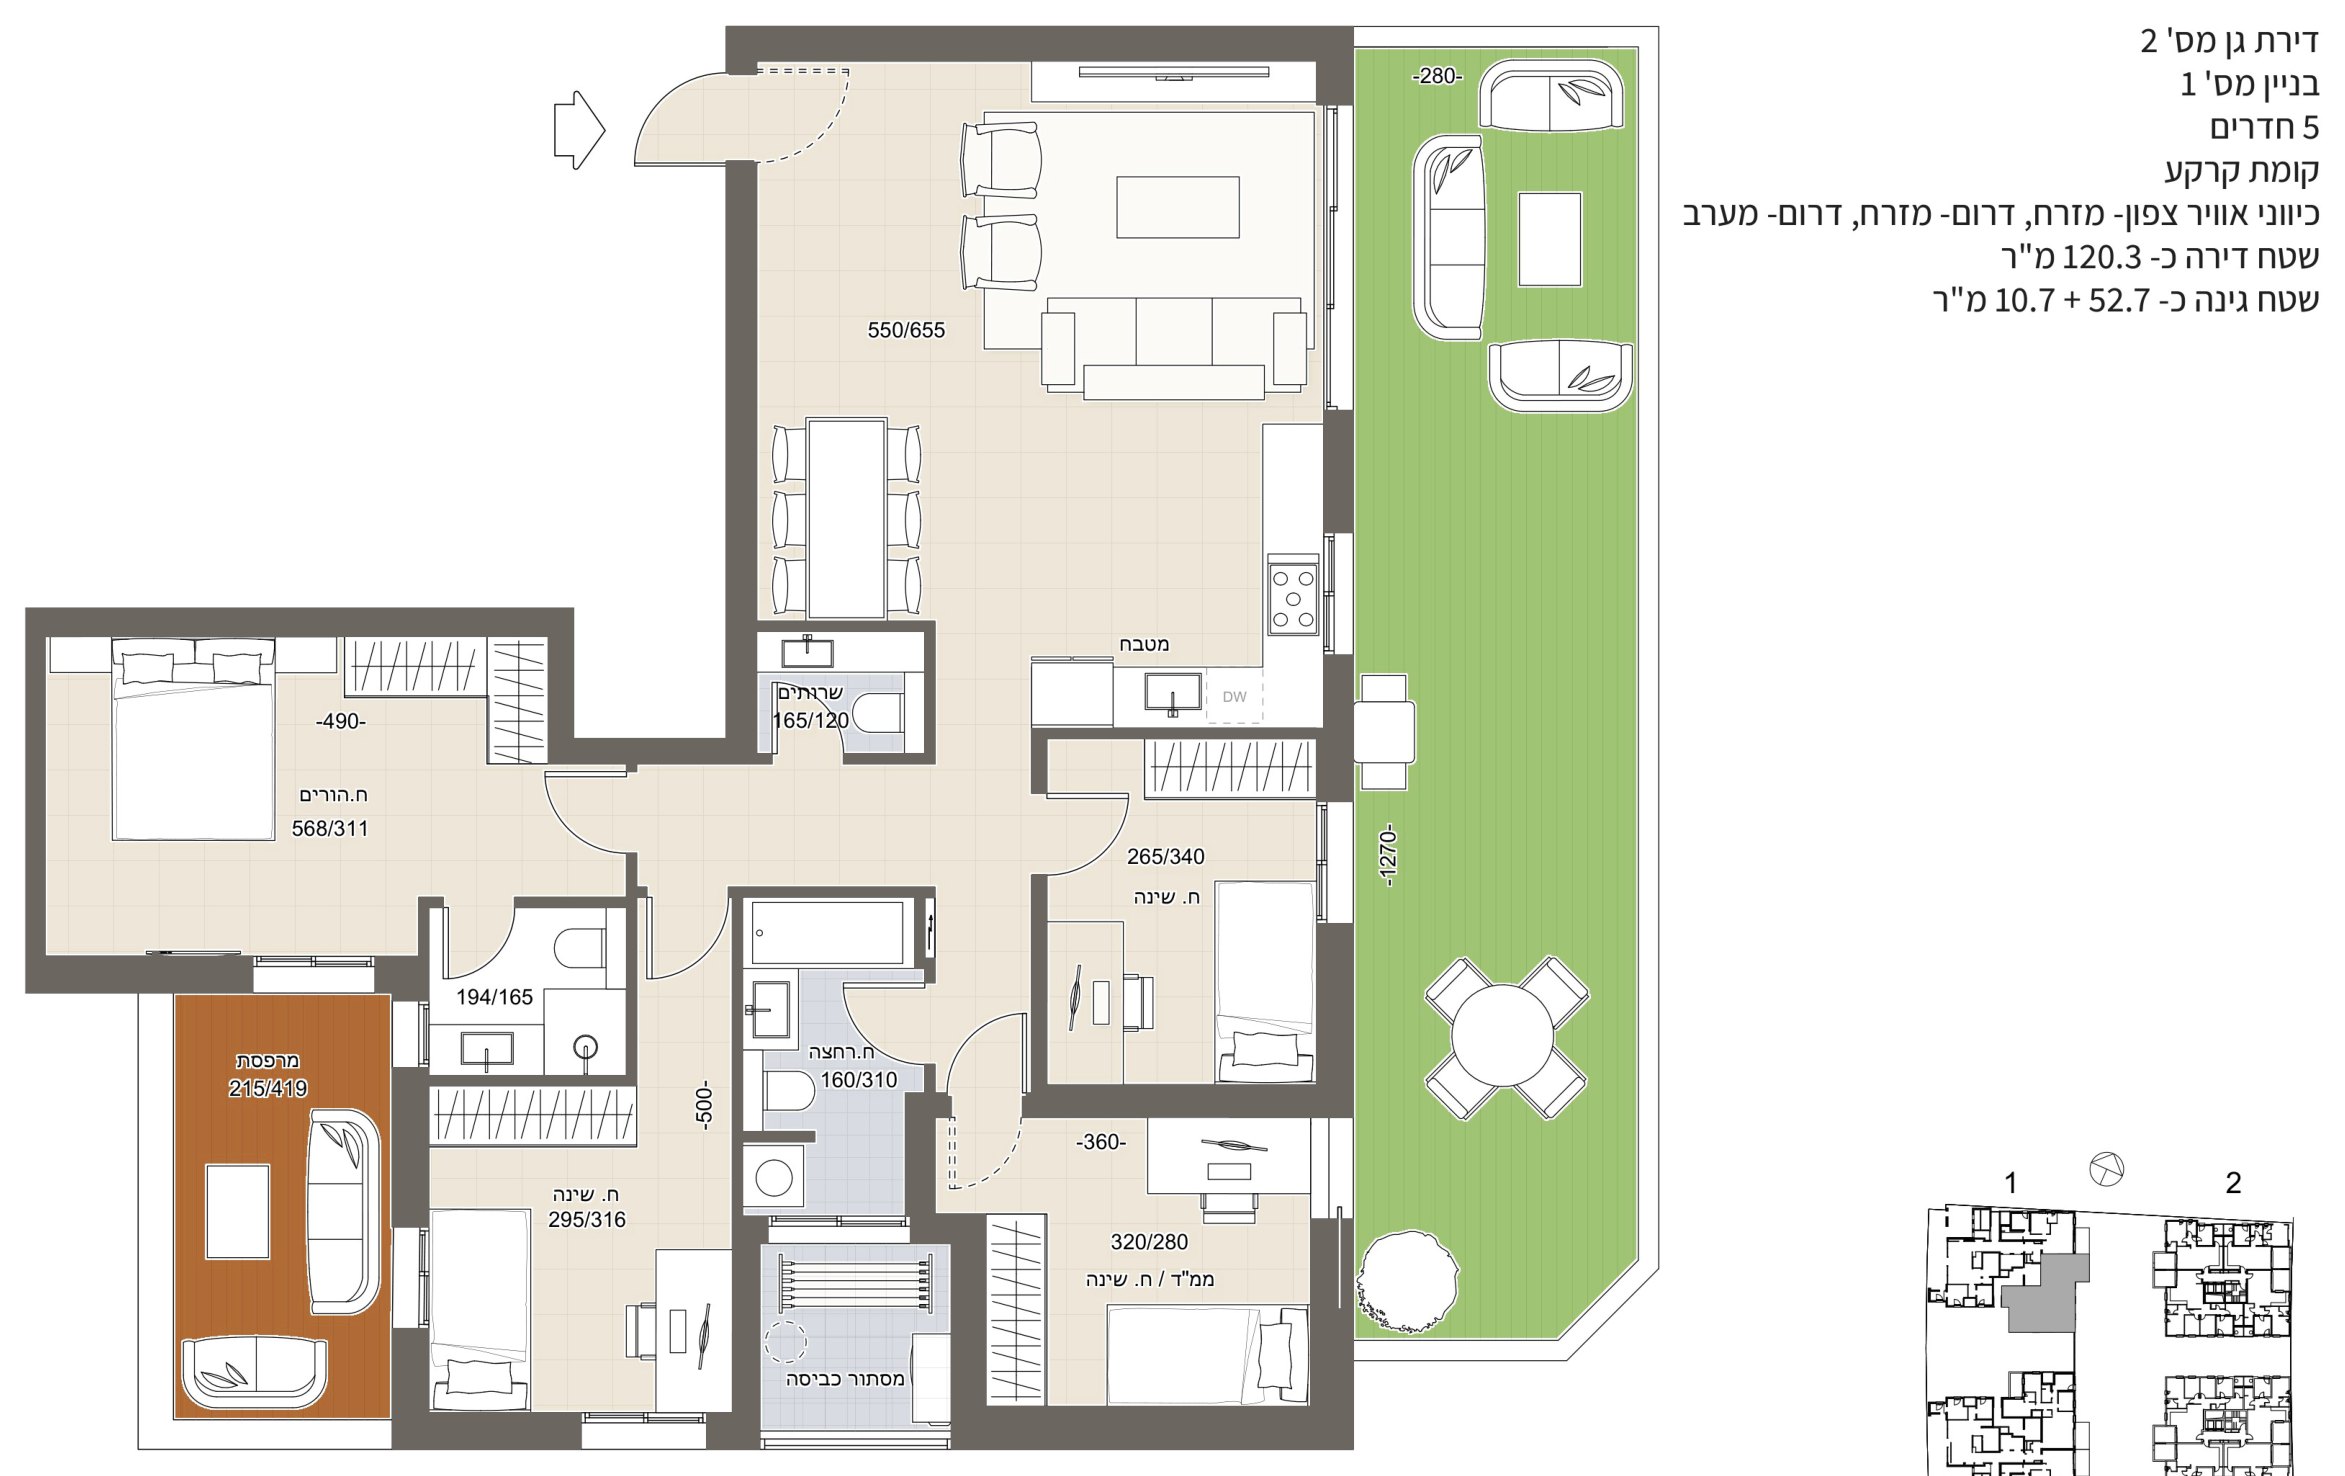 דירת גן מס' 2
בניין מס' 1
5 חדרים
קומת קרקע
כיווני אוויר צפון- מזרח, דרום- מזרח, דרום- מערב
שטח דירה כ- 120.3 מ"ר
שטח גינה כ- 52.7 + 10.7 מ"ר
-280-
550/655
מטבח
DW
שרותים
165/120
-490-
ח.הורים
568/311
265/340
ח. שינה
-1270-
194/165
מרפסת
215/419
ח.רחצה
160/310
-500-
-360-
ח. שינה
295/316
320/280
ממ"ד / ח. שינה
מסתור כביסה
1
2